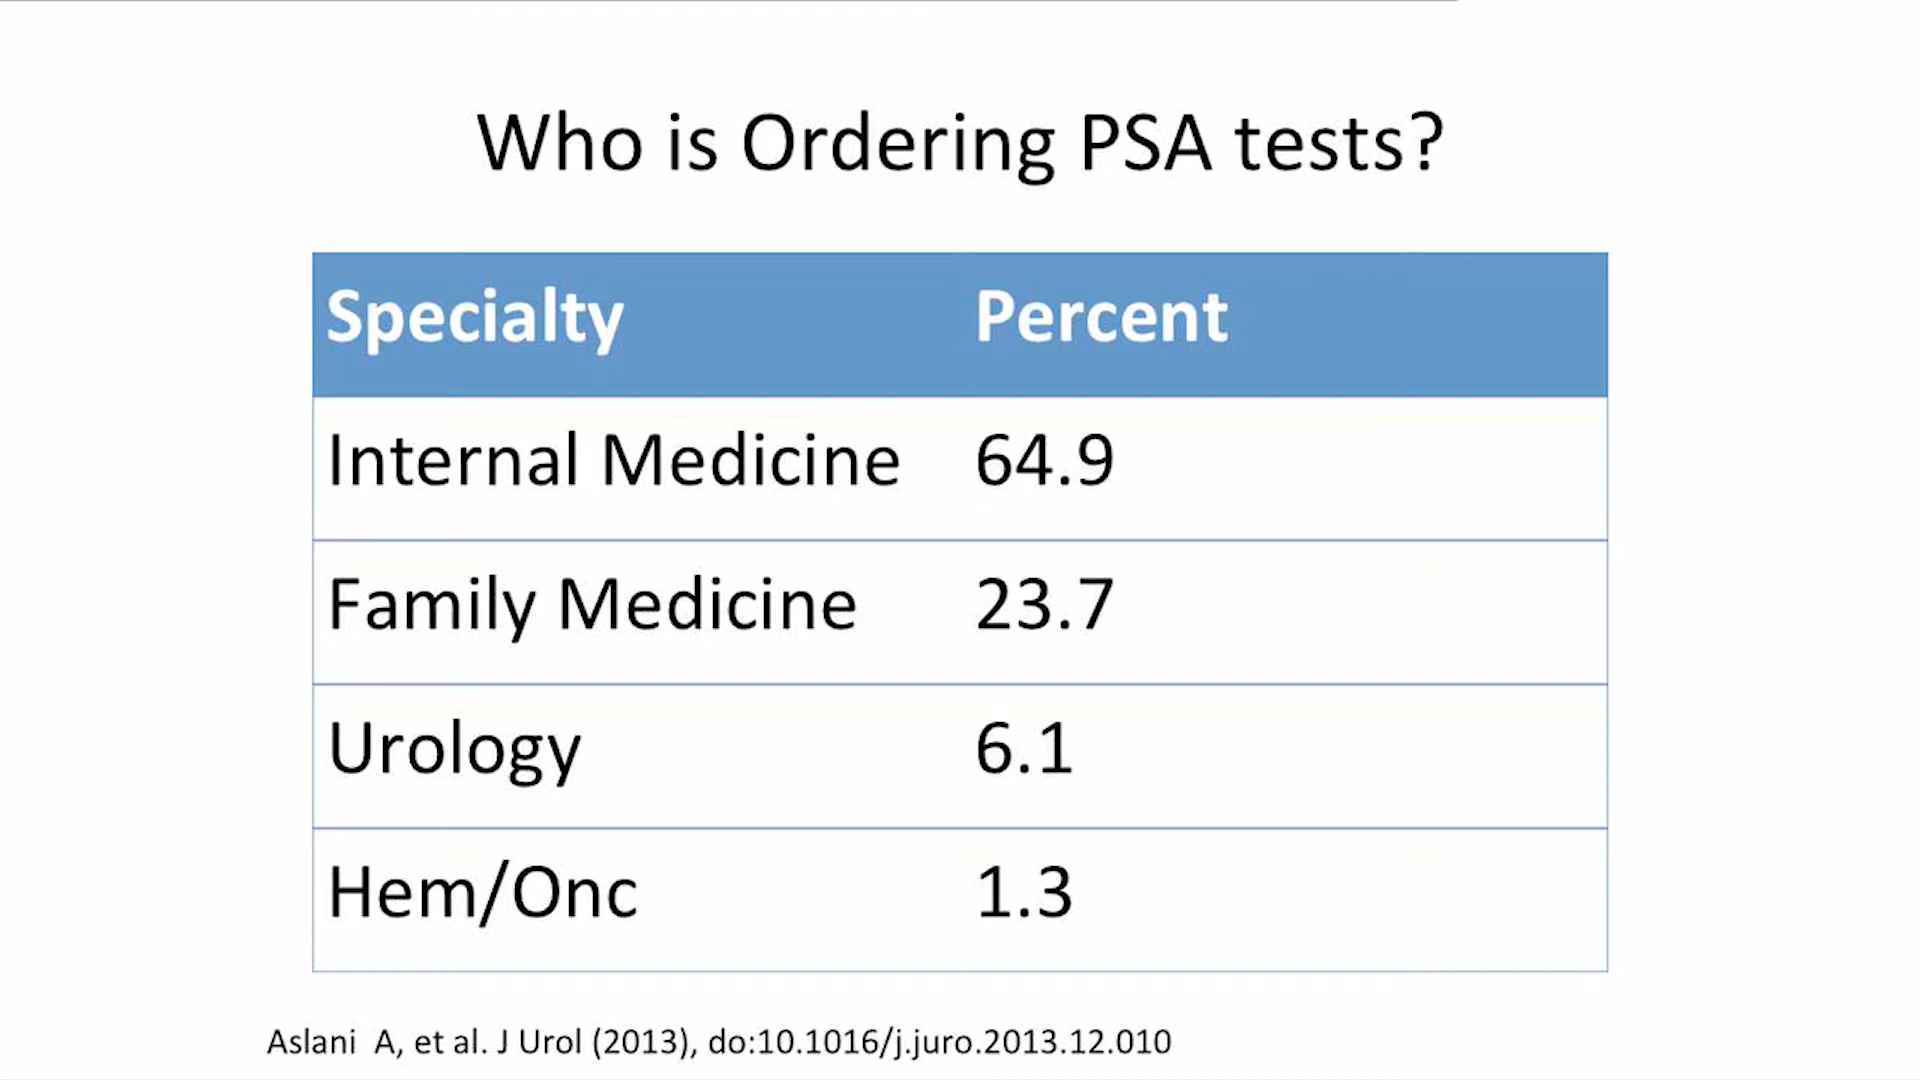 Who is Ordering PSA tests?
Specialty Percent
Internal Medicine 64.9
Family Medicine 23.7
Urology 6.1
Hem/Onc 1.3
Aslani A, et al. J Urol (2013), do:10.1016/j.juro.2013.12.010